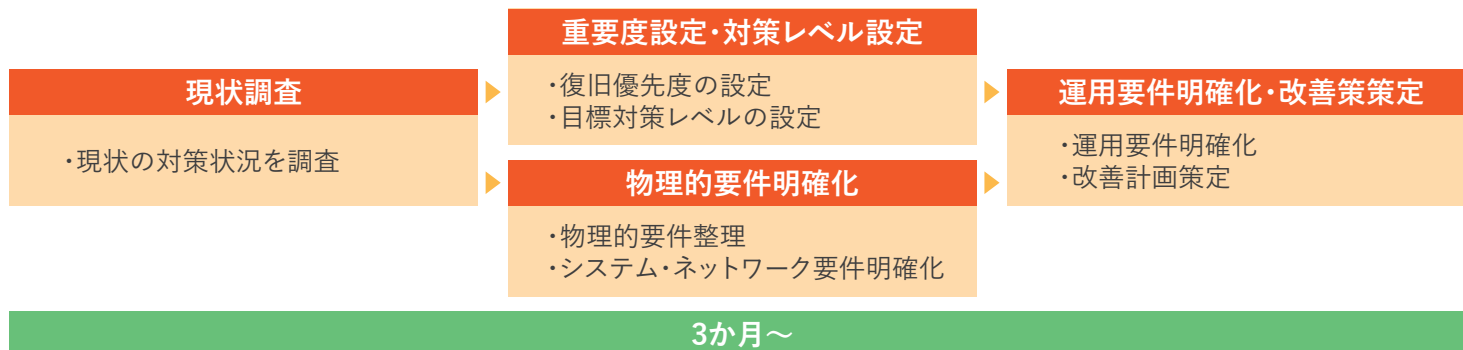 現状調査
・現状の対策状況を調査
重要度設定・対策レベル設定
・復旧優先度の設定
・目標対策レベルの設定
物理的要件明確化
・物理的要件整理
・システム・ネットワーク要件明確化
運用要件明確化・改善策策定
・運用要件明確化
・改善計画策定
3か月～